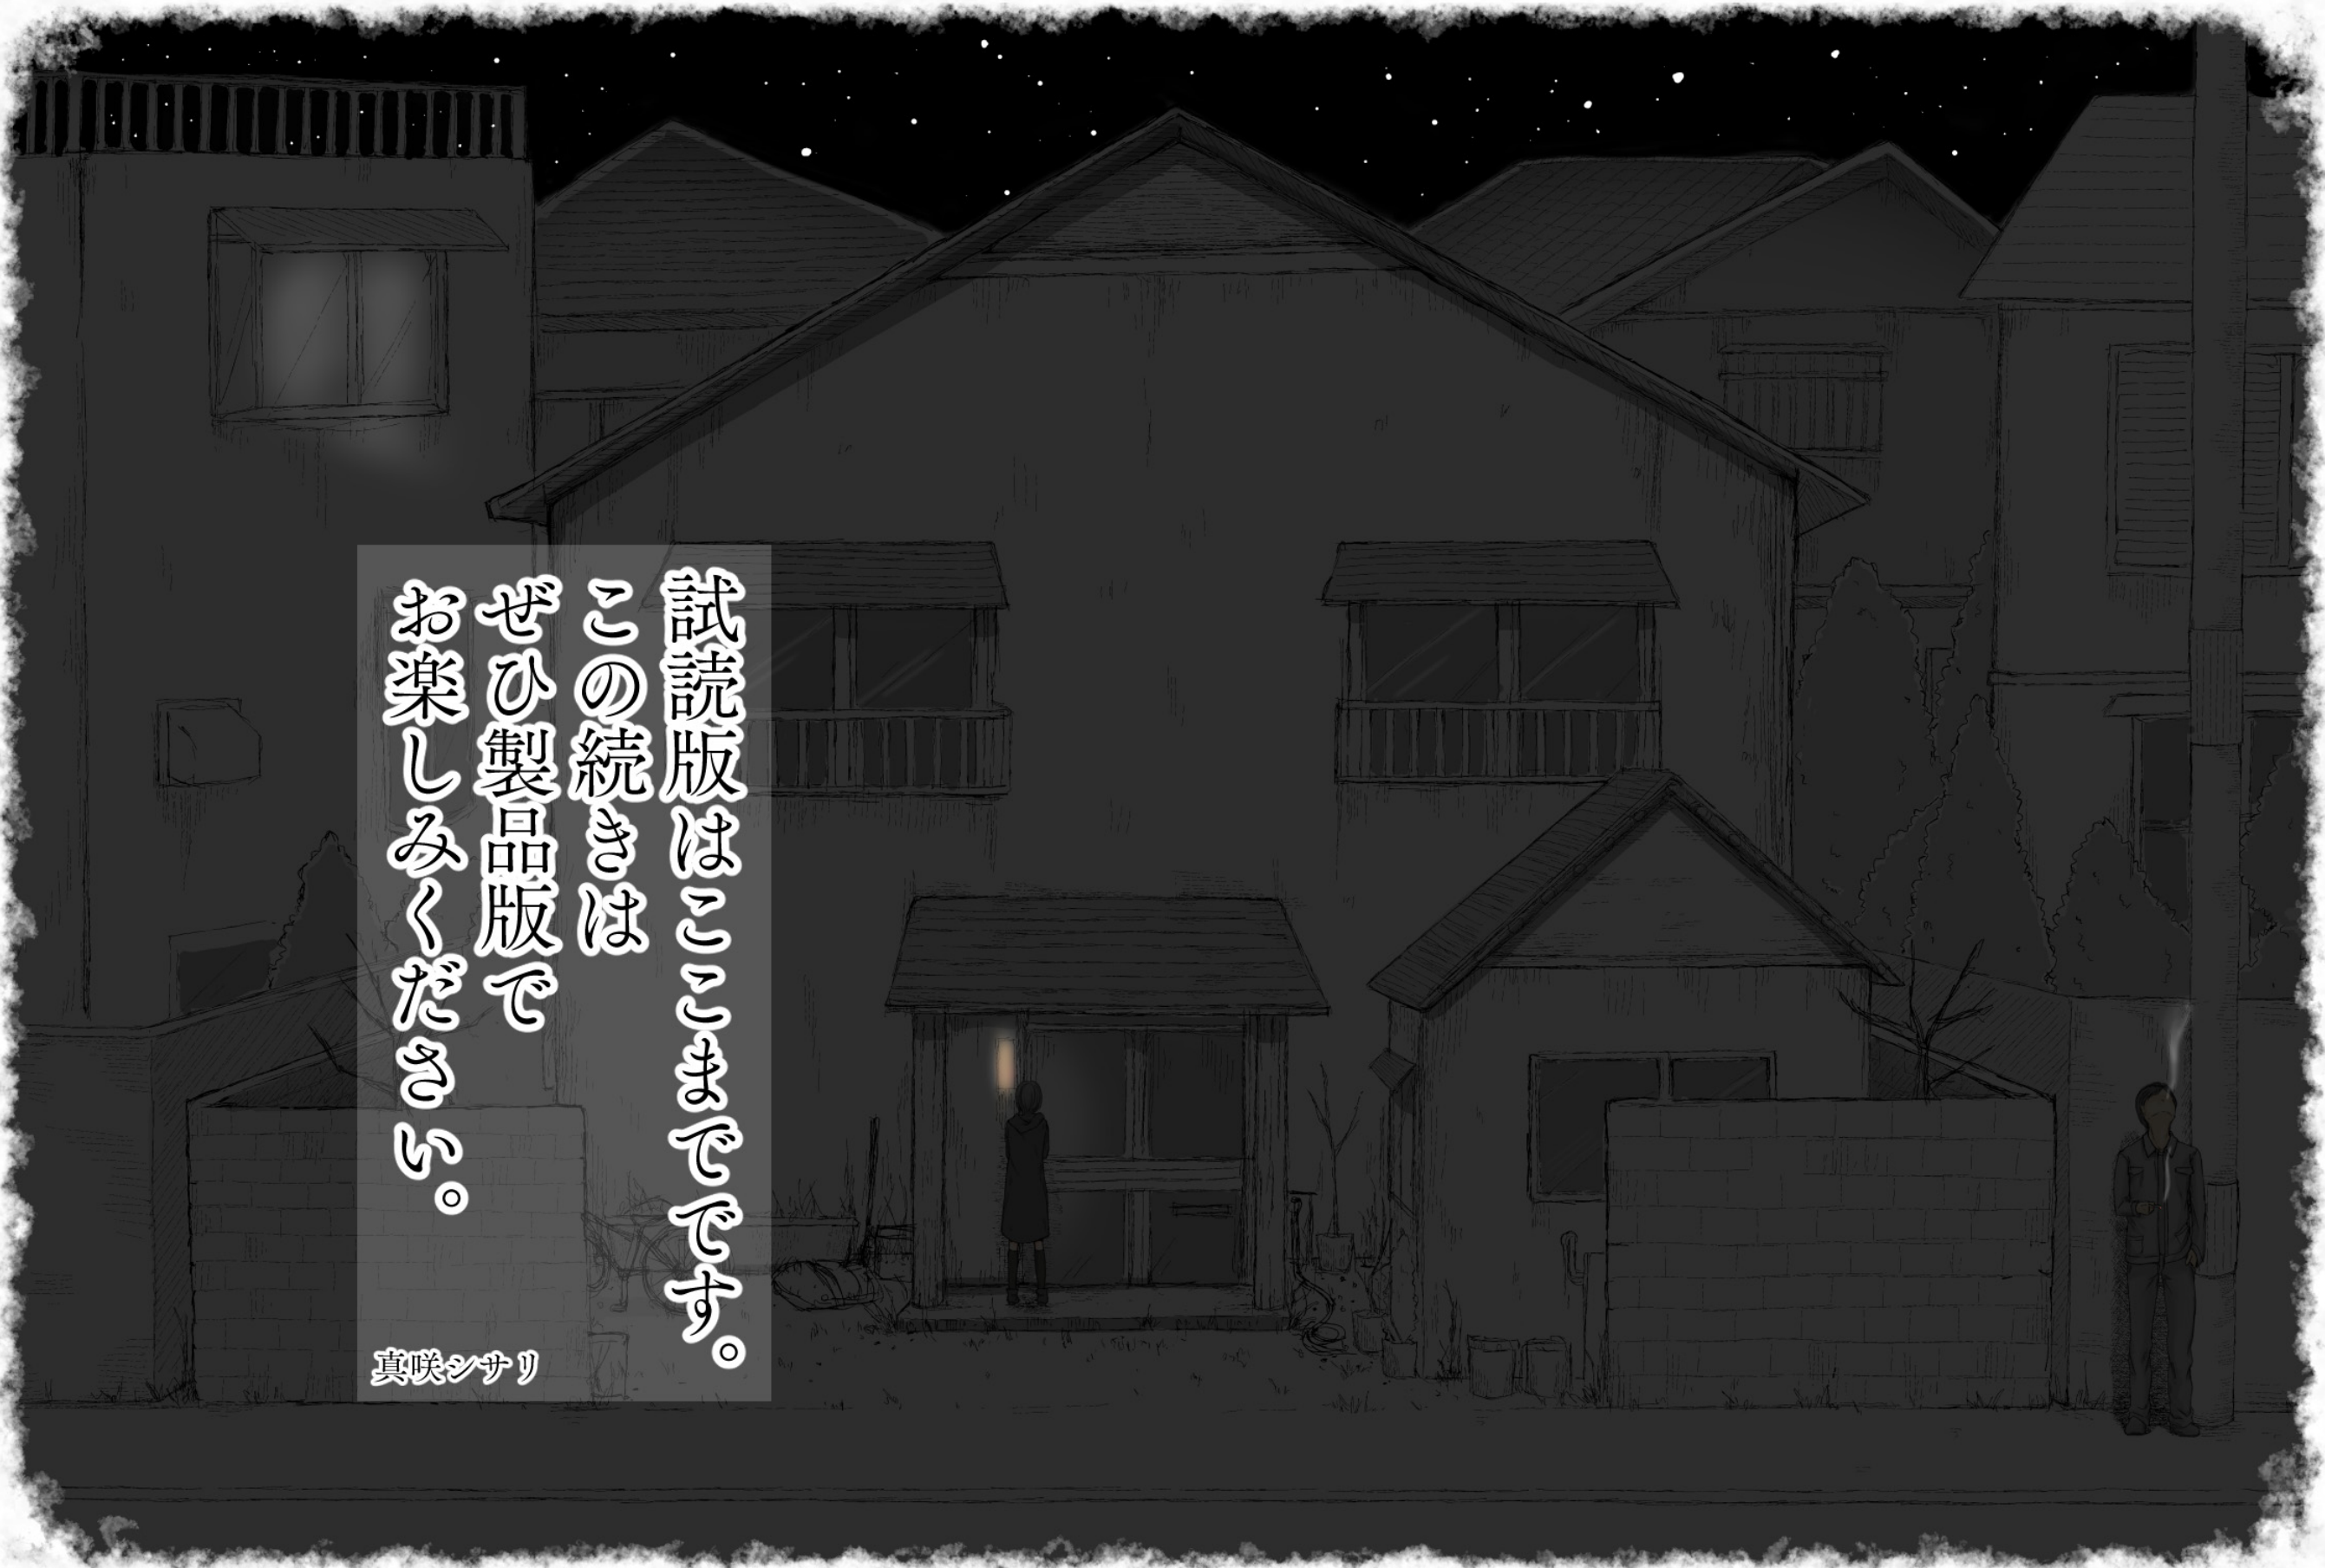 試読版はここまでです。
この続きは
ぜひ製品版で
お楽しみください。
真咲シサリ